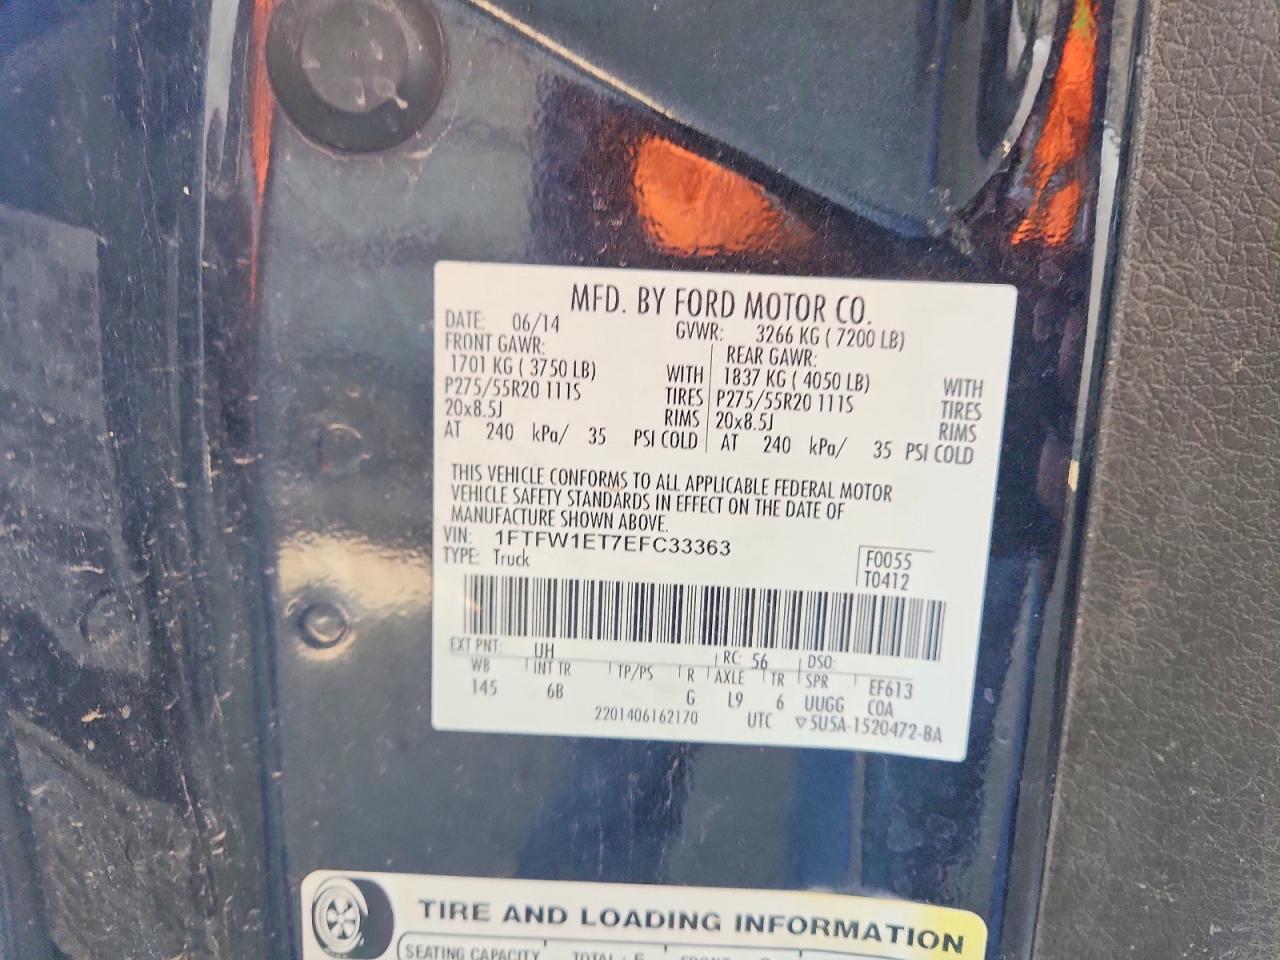 MFD. BY FORD MOTOR CO.
DATE: 06/14 GVWR: 3266 KG ( 7200 LB)
FRONT GAWR: REAR GAWR:
1701 KG ( 3750 LB) WITH 1837 KG ( 4050 LB) WITH
P275/55R20 111S TIRES P275/55R20 111S TIRES
20x8.5J RIMS 20x8.5J RIMS
AT 240 kPa/ 35 PSI COLD AT 240 kPa/ 35 PSI COLD
THIS VEHICLE CONFORMS TO ALL APPLICABLE FEDERAL MOTOR
VEHICLE SAFETY STANDARDS IN EFFECT ON THE DATE OF
MANUFACTURE SHOWN ABOVE.
VIN: 1FTFW1ET7EFC33363
TYPE: Truck
F0055
T0412
EXT PNT: UH RC: 56 DSO:
WB INT TR TP/PS R AXLE TR SPR EF613
145 6B G L9 6 UUGG COA
2201406162170 UTC ▽5U5A-1520472-BA
TIRE AND LOADING INFORMATION
SEATING CAPACITY